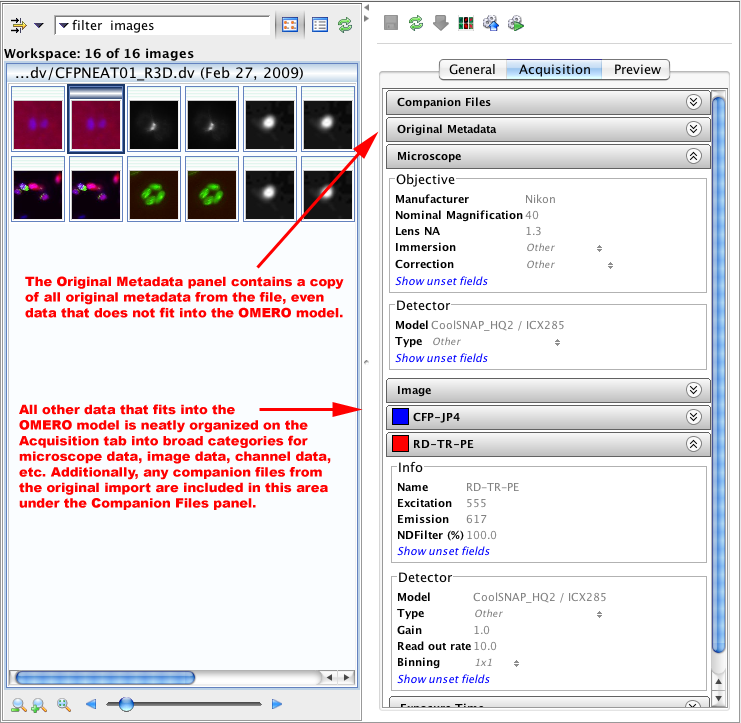 filter images
Workspace: 16 of 16 images
...dv/CFPNEAT01_R3D.dv (Feb 27, 2009)
The Original Metadata panel contains a copy
of all original metadata from the file, even
data that does not fit into the OMERO model.
All other data that fits into the
OMERO model is neatly organized on the
Acquisition tab into broad categories for
microscope data, image data, channel data,
etc. Additionally, any companion files from
the original import are included in this area
under the Companion Files panel.
General Acquisition Preview
Companion Files
Original Metadata
Microscope
Objective
Manufacturer Nikon
Nominal Magnification 40
Lens NA 1.3
Immersion Other
Correction Other
Show unset fields
Detector
Model CoolSNAP_HQ2 / ICX285
Type Other
Show unset fields
Image
CFP-JP4
RD-TR-PE
Info
Name RD-TR-PE
Excitation 555
Emission 617
NDFilter (%) 100.0
Show unset fields
Detector
Model CoolSNAP_HQ2 / ICX285
Type Other
Gain 1.0
Read out rate 10.0
Binning 1x1
Show unset fields
Exposure Time